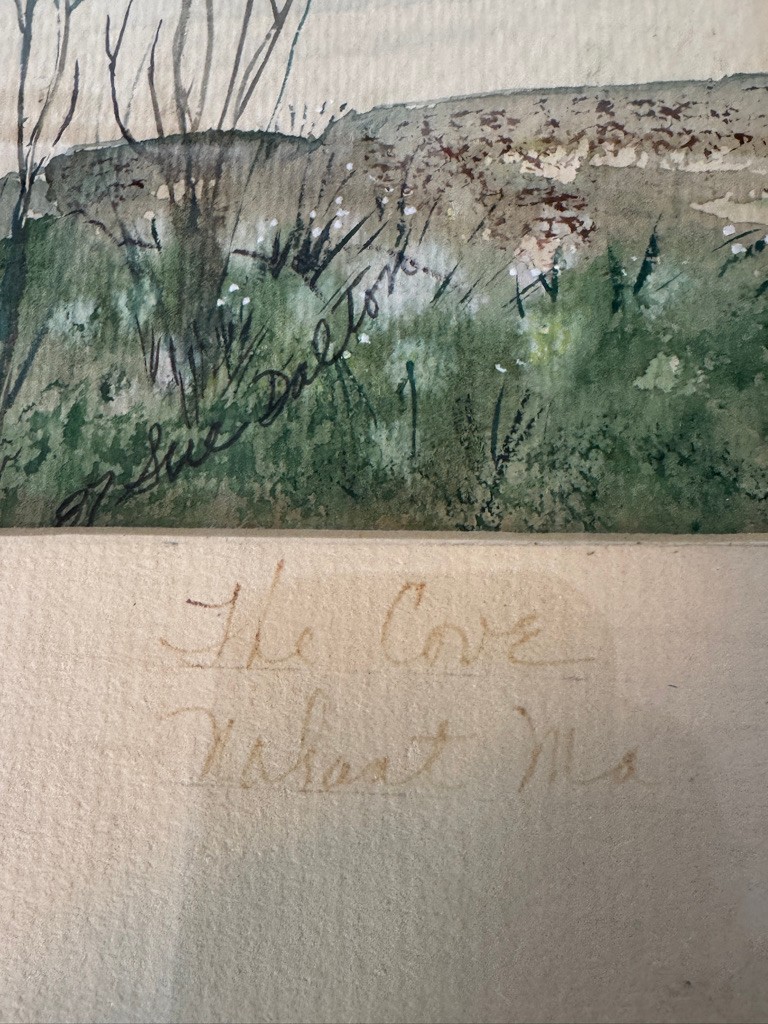 Sue Dalton
The Cove
Nahant Ma